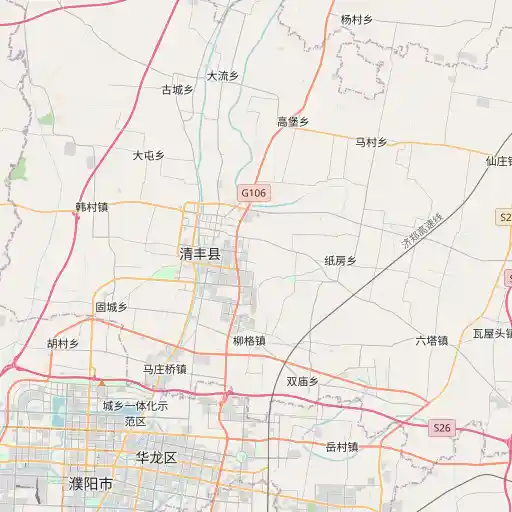 杨村乡
大流乡
古城乡
高堡乡
马村乡
大屯乡
仙庄镇
G106
韩村镇
S2
济郑高速线
清丰县
纸房乡
S
固城乡
瓦屋头镇
胡村乡
柳格镇
六塔镇
马庄桥镇
双庙乡
城乡一体化示
范区
S26
岳村镇
华龙区
濮阳市